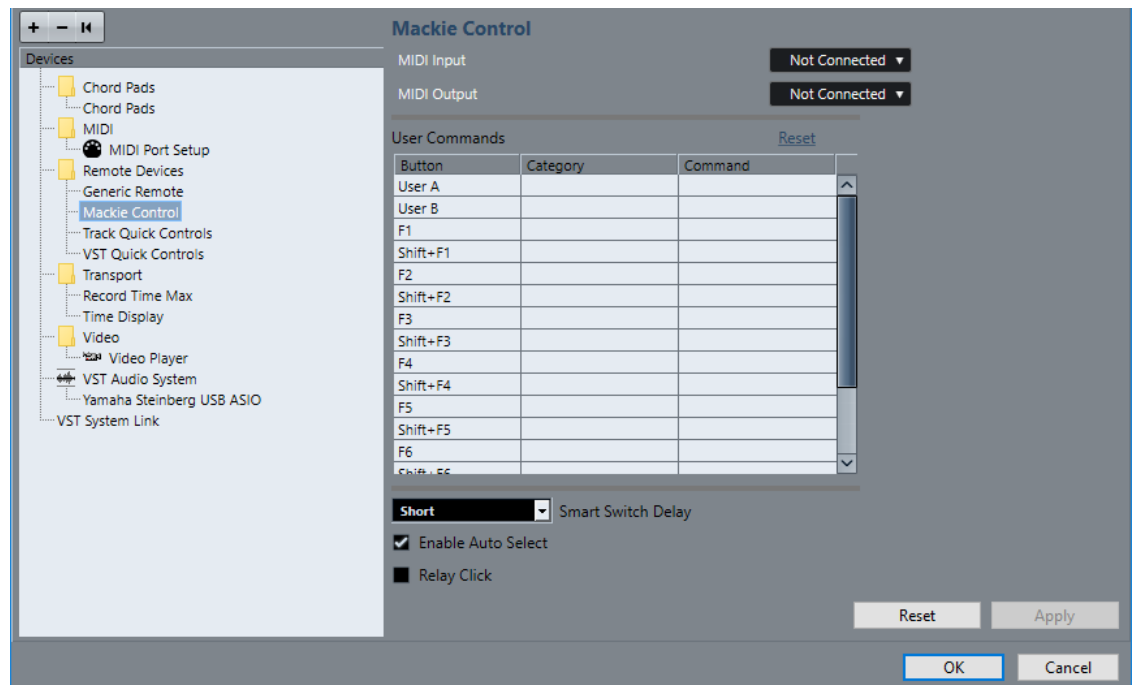 Devices
Chord Pads
Chord Pads
MIDI
MIDI Port Setup
Remote Devices
Generic Remote
Mackie Control
Track Quick Controls
VST Quick Controls
Transport
Record Time Max
Time Display
Video
Video Player
VST Audio System
Yamaha Steinberg USB ASIO
VST System Link
Mackie Control
MIDI Input Not Connected
MIDI Output Not Connected
User Commands Reset
Button Category Command
User A
User B
F1
Shift+F1
F2
Shift+F2
F3
Shift+F3
F4
Shift+F4
F5
Shift+F5
F6
Shift+F6
Short Smart Switch Delay
Enable Auto Select
Relay Click
Reset Apply
OK Cancel